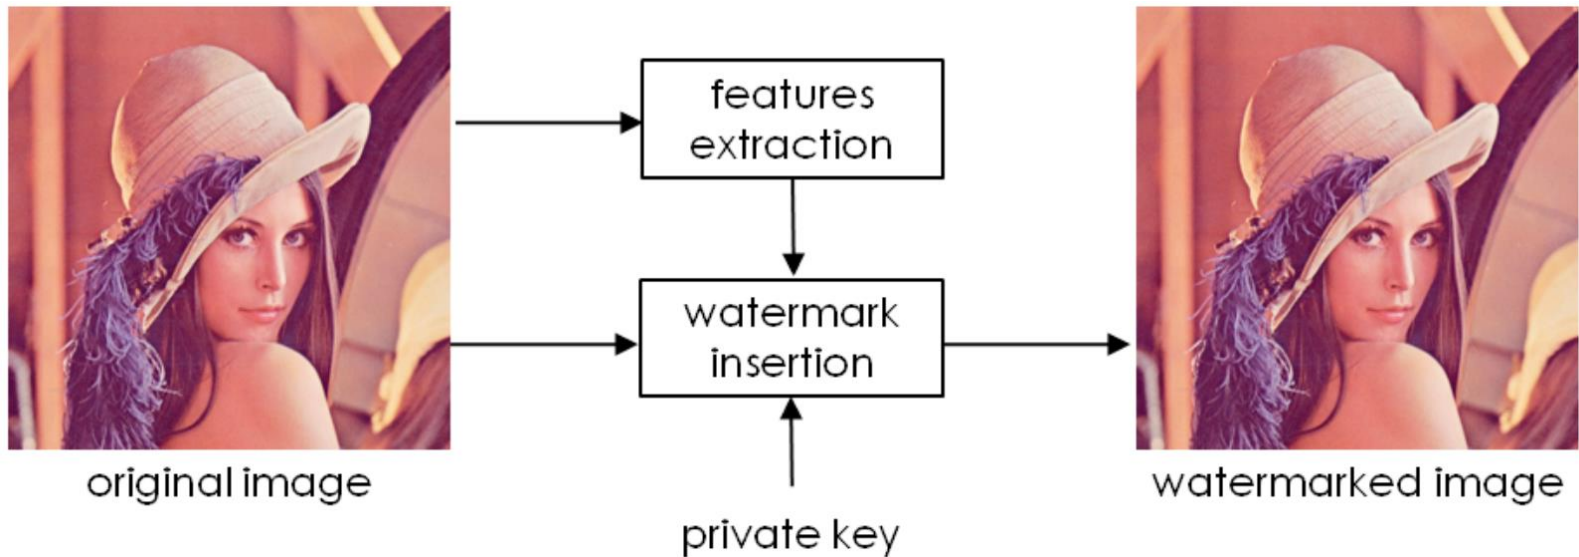 features
extraction
watermark
insertion
original image
watermarked image
private key